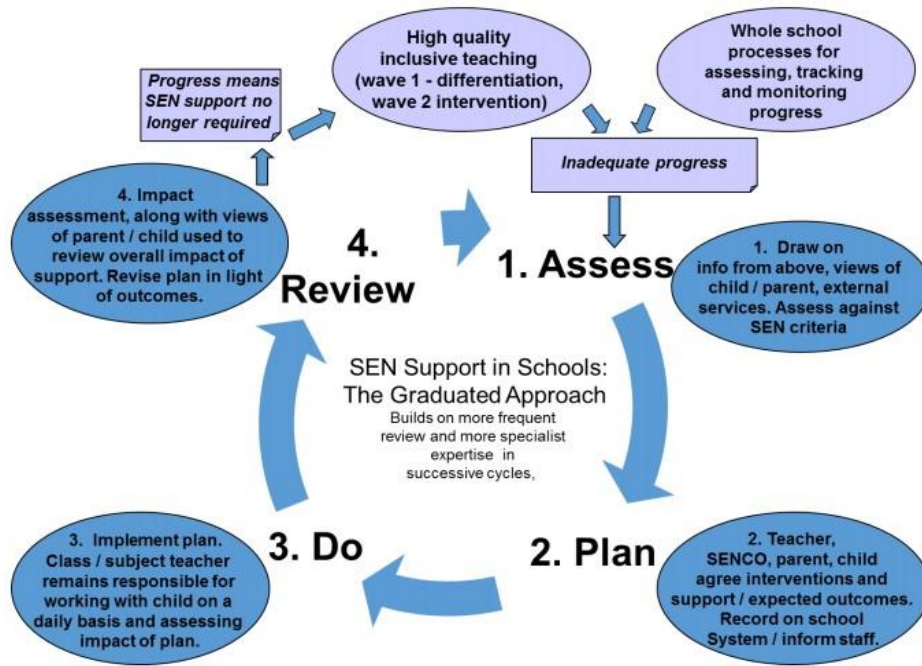 High quality
inclusive teaching
(wave 1 - differentiation,
wave 2 intervention)
Whole school
processes for
assessing, tracking
and monitoring
progress
Progress means
SEN support no
longer required
Inadequate progress
4. Impact
assessment, along with views
of parent / child used to
review overall impact of
support. Revise plan in light
of outcomes.
4.
Review
1. Assess
1. Draw on
info from above, views of
child / parent, external
services. Assess against
SEN criteria
SEN Support in Schools:
The Graduated Approach
Builds on more frequent
review and more specialist
expertise in
successive cycles,
3. Implement plan.
Class / subject teacher
remains responsible for
working with child on a
daily basis and assessing
impact of plan.
3. Do
2. Plan
2. Teacher,
SENCO, parent, child
agree interventions and
support / expected outcomes.
Record on school
System / inform staff.